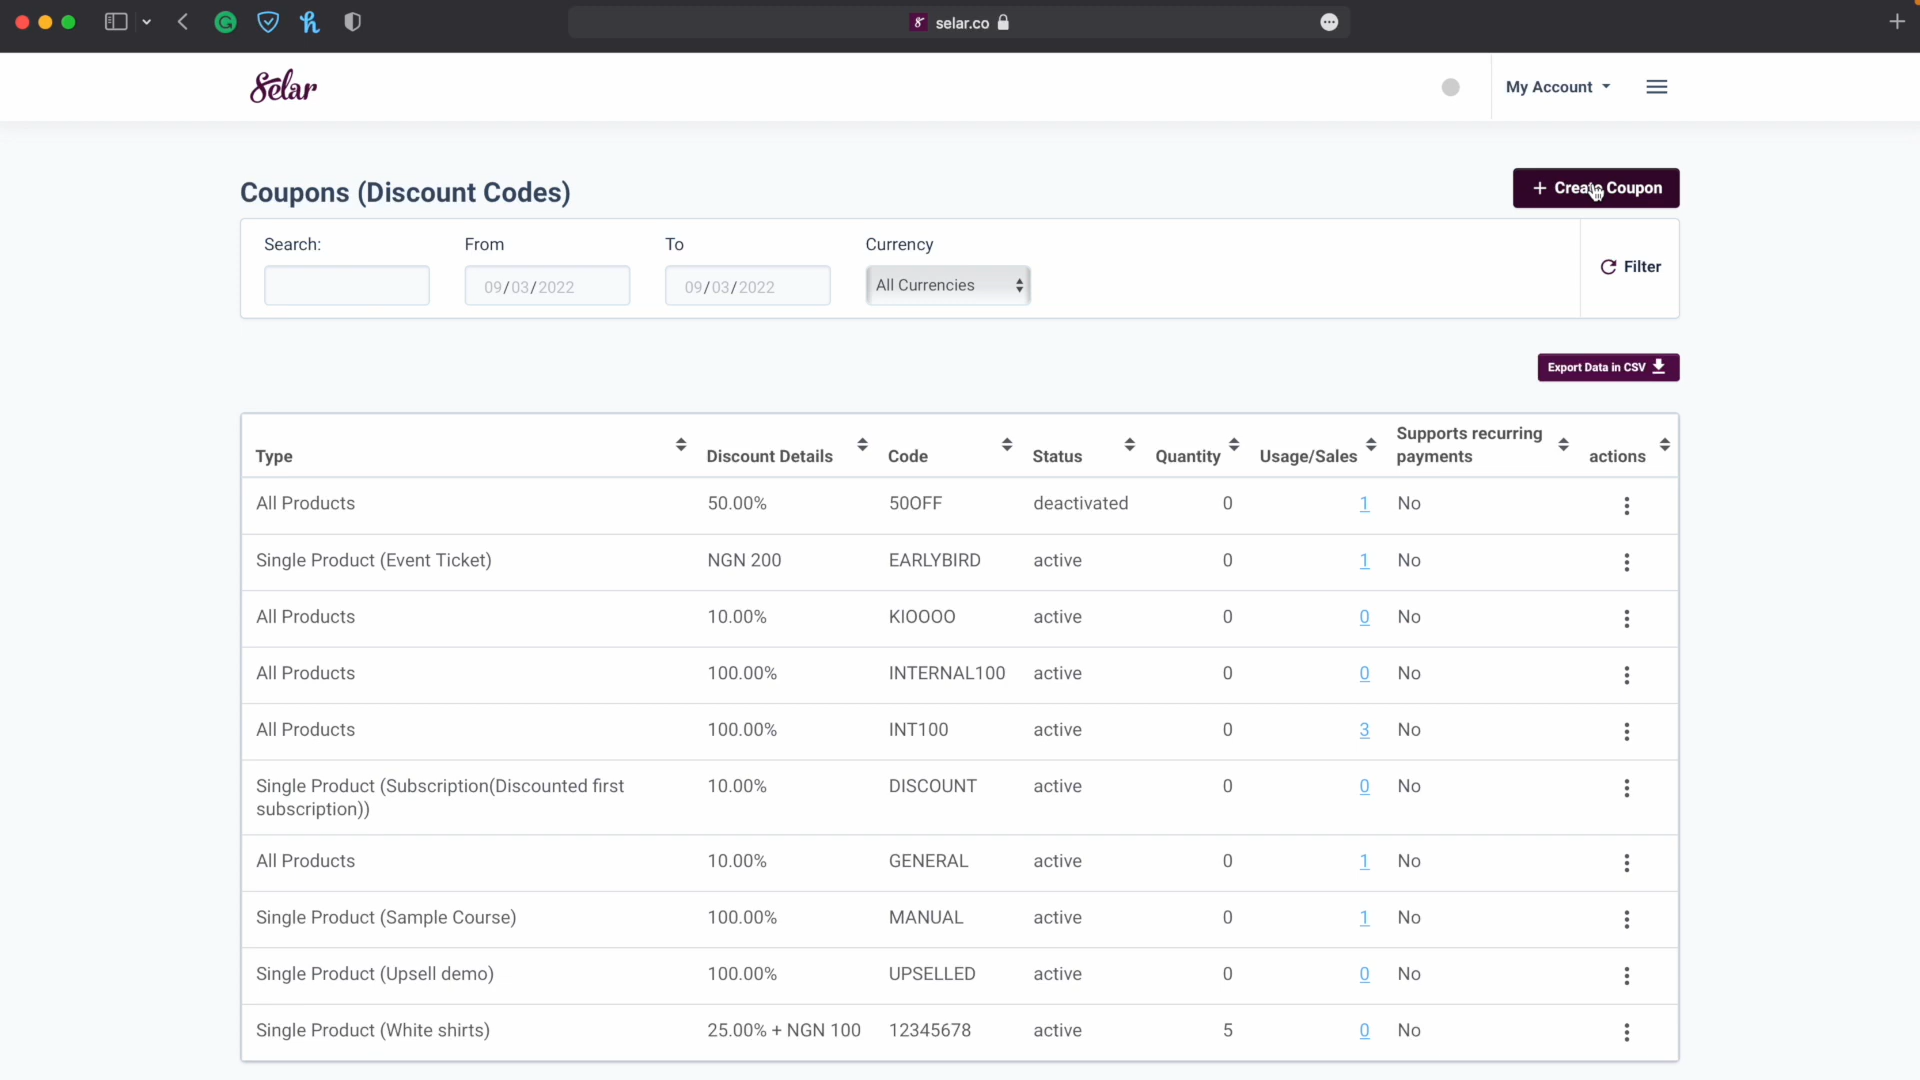 selar.co
Selar
My Account
Coupons (Discount Codes)
+ Create Coupon
Search:
From
To
Currency
09/03/2022
09/03/2022
All Currencies
Filter
Export Data in CSV
Type Discount Details Code Status Quantity Usage/Sales Supports recurring payments actions
All Products 50.00% 50OFF deactivated 0 1 No
Single Product (Event Ticket) NGN 200 EARLYBIRD active 0 1 No
All Products 10.00% KIOOOO active 0 0 No
All Products 100.00% INTERNAL100 active 0 0 No
All Products 100.00% INT100 active 0 3 No
Single Product (Subscription(Discounted first 10.00% DISCOUNT active 0 0 No
subscription))
All Products 10.00% GENERAL active 0 1 No
Single Product (Sample Course) 100.00% MANUAL active 0 1 No
Single Product (Upsell demo) 100.00% UPSELLED active 0 0 No
Single Product (White shirts) 25.00% + NGN 100 12345678 active 5 0 No